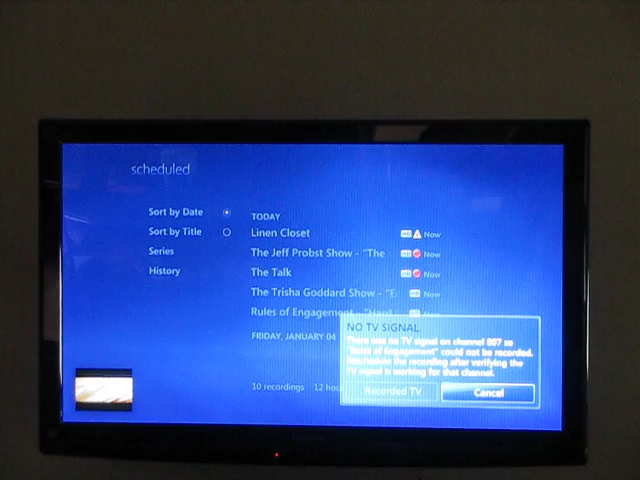 scheduled
Sort by Date
Sort by Title
Series
History
TODAY
Linen Closet Now
The Jeff Probst Show - "The Now
The Talk Now
The Trisha Goddard Show - "E Now
Rules of Engagement - "Hard
FRIDAY, JANUARY 04
10 recordings 12 hou
NO TV SIGNAL
There was no TV signal on channel 807 so
"Rules of Engagement" could not be recorded.
Reschedule the recording after verifying the
TV signal is working for that channel.
Recorded TV
Cancel